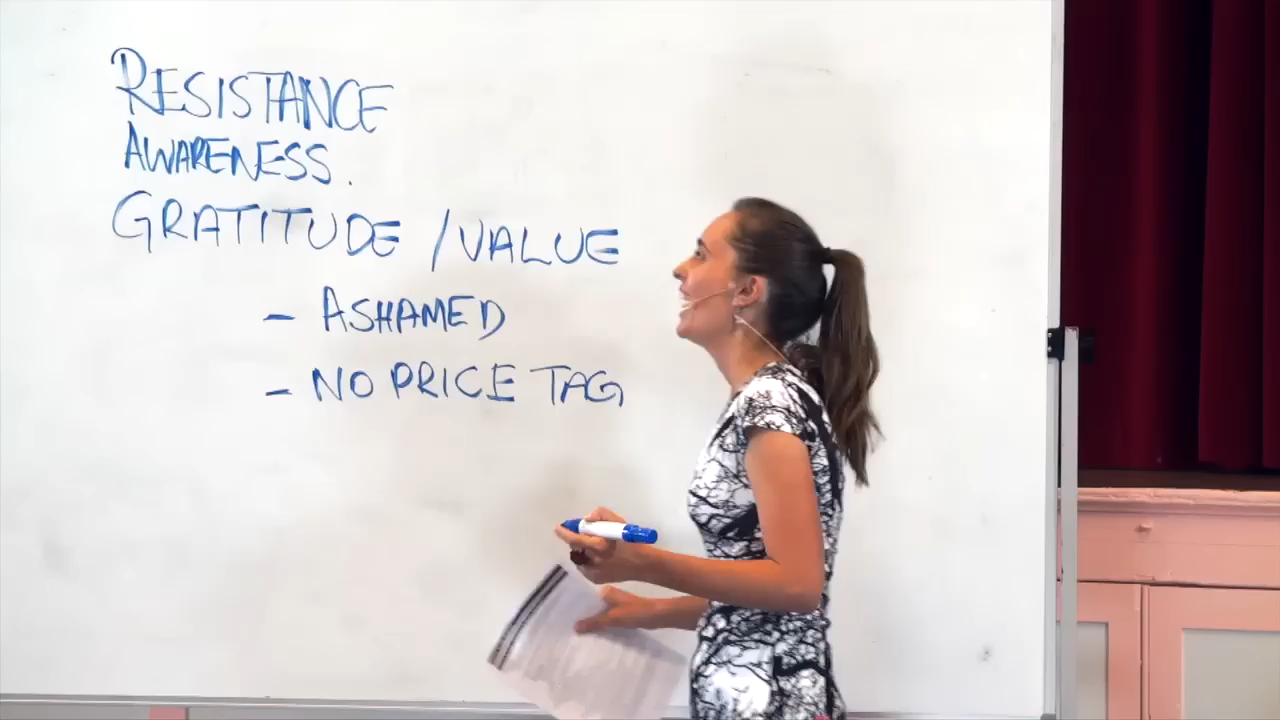 RESISTANCE
AWARENESS.
GRATITUDE / VALUE
- ASHAMED
- NO PRICE TAG